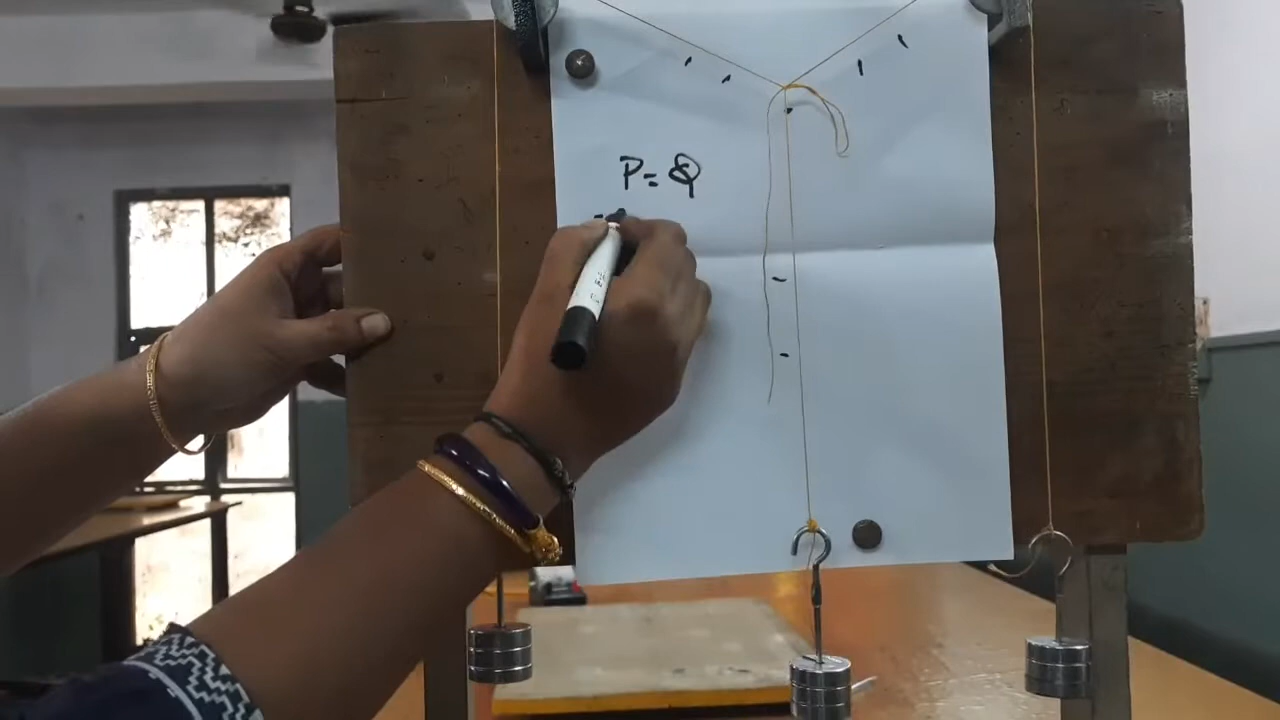 P = Q